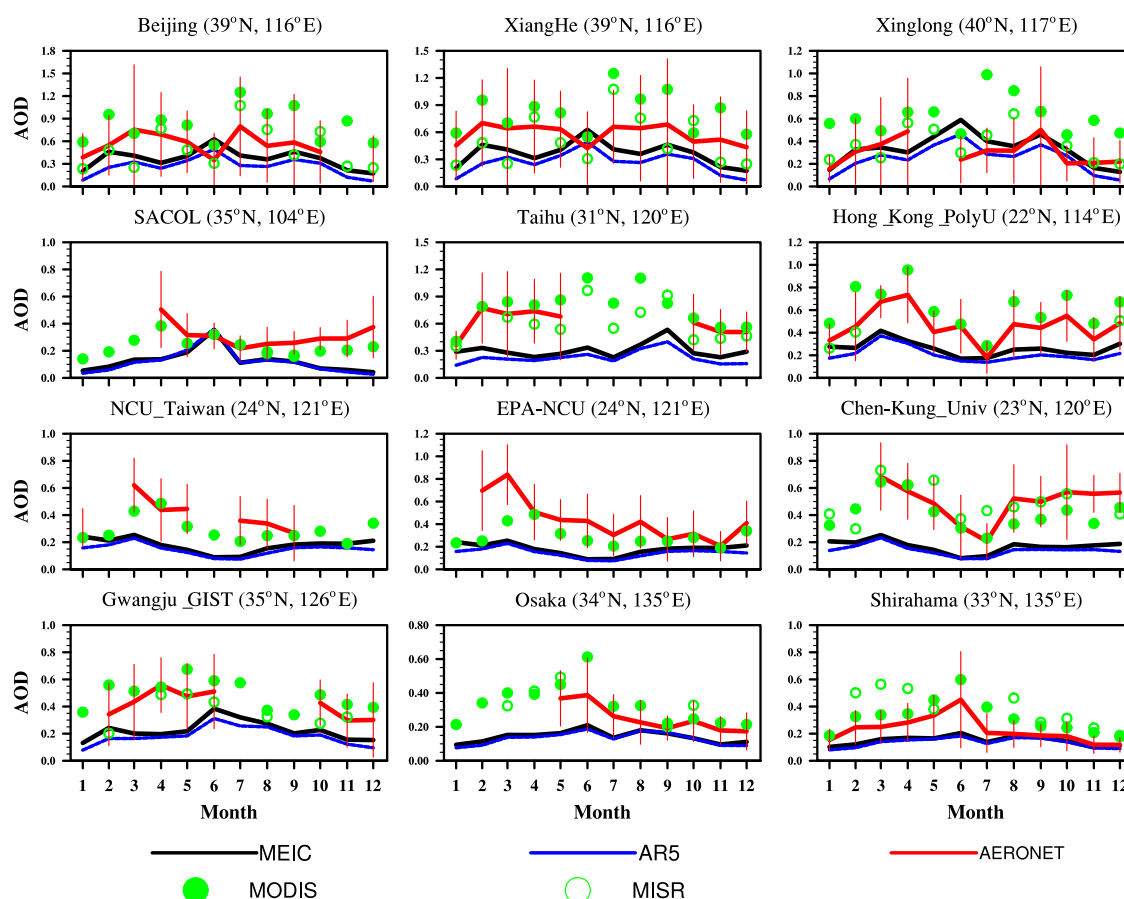 Beijing (39°N, 116°E)
XiangHe (39°N, 116°E)
Xinglong (40°N, 117°E)
AOD
1.8
1.5
1.2
0.9
0.6
0.3
0.0
1.5
1.2
0.9
0.6
0.3
0.0
1.2
1.0
0.8
0.6
0.4
0.2
0.0
SACOL (35°N, 104°E)
Taihu (31°N, 120°E)
Hong_Kong_PolyU (22°N, 114°E)
AOD
1.0
0.8
0.6
0.4
0.2
0.0
1.5
1.2
0.9
0.6
0.3
0.0
1.2
1.0
0.8
0.6
0.4
0.2
0.0
NCU_Taiwan (24°N, 121°E)
EPA-NCU (24°N, 121°E)
Chen-Kung_Univ (23°N, 120°E)
AOD
1.0
0.8
0.6
0.4
0.2
0.0
1.2
1.0
0.8
0.6
0.4
0.2
0.0
1.0
0.8
0.6
0.4
0.2
0.0
Gwangju_GIST (35°N, 126°E)
Osaka (34°N, 135°E)
Shirahama (33°N, 135°E)
AOD
1.0
0.8
0.6
0.4
0.2
0.0
0.80
0.60
0.40
0.20
0.00
1.0
0.8
0.6
0.4
0.2
0.0
1 2 3 4 5 6 7 8 9 10 11 12
1 2 3 4 5 6 7 8 9 10 11 12
1 2 3 4 5 6 7 8 9 10 11 12
Month
Month
Month
MEIC
AR5
AERONET
MODIS
MISR